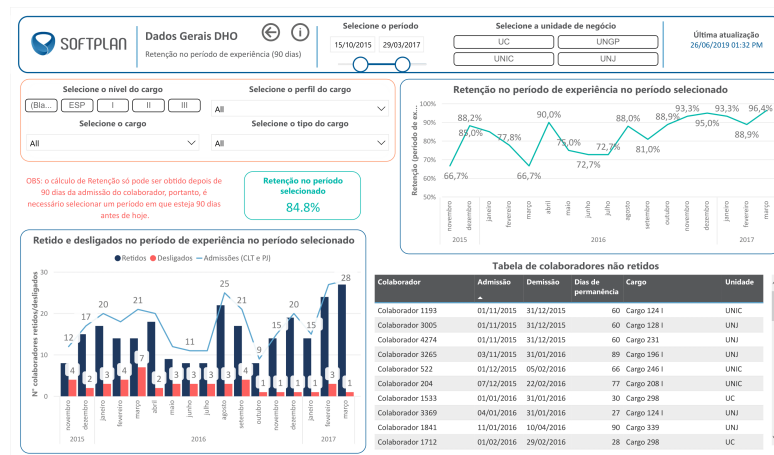 SOFTPLAN
Dados Gerais DHO
Retenção no período de experiência (90 dias)
Selecione o período
15/10/2015 29/03/2017
Selecione a unidade de negócio
UC UNGP
UNIC UNJ
Última atualização
26/06/2019 01:32 PM
Selecione o nível do cargo
(Bla... ESP I II III
Selecione o perfil do cargo
All
Selecione o cargo
All
Selecione o tipo do cargo
All
OBS: o cálculo de Retenção só pode ser obtido depois de
90 dias da admissão do colaborador, portanto, é
necessário selecionar um período em que esteja 90 dias
antes de hoje.
Retenção no período
selecionado
84.8%
Retenção no período de experiência no período selecionado
Retenção (período de ex...
100%
90%
80%
70%
60%
50%
66,7% 88,2% 85,0% 77,8% 66,7% 90,0% 75,0% 72,7% 72,7% 88,0% 81,0% 88,9% 93,3% 95,0% 93,3% 88,9% 96,4%
novembro dezembro janeiro fevereiro março abril maio junho julho agosto setembro outubro novembro dezembro janeiro fevereiro março
2015 2016 2017
Retido e desligados no período de experiência no período selecionado
Retidos Desligados Admissões (CLT e PJ)
N° colaboradores retidos/desligados
30
20
10
0
12 17 20 21 11 25 21 9 15 20 15 28
4 2 3 4 7 2 3 3 3 3 4 1 1 1 1 3 1
novembro dezembro janeiro fevereiro março abril maio junho julho agosto setembro outubro novembro dezembro janeiro fevereiro março
2015 2016 2017
Tabela de colaboradores não retidos
Colaborador Admissão Demissão Dias de permanência Cargo Unidade
Colaborador 1193 01/11/2015 31/12/2015 60 Cargo 124 I UNIC
Colaborador 3005 01/11/2015 31/12/2015 60 Cargo 128 I UNJ
Colaborador 4274 01/11/2015 31/12/2015 60 Cargo 231 UNJ
Colaborador 3265 03/11/2015 31/01/2016 89 Cargo 196 I UNJ
Colaborador 522 01/12/2015 05/02/2016 66 Cargo 246 I UNIC
Colaborador 204 07/12/2015 22/02/2016 77 Cargo 208 I UNIC
Colaborador 1533 01/01/2016 31/01/2016 30 Cargo 298 UC
Colaborador 3369 04/01/2016 31/01/2016 27 Cargo 124 I UNJ
Colaborador 1841 11/01/2016 10/04/2016 90 Cargo 339 UNJ
Colaborador 1712 01/02/2016 29/02/2016 28 Cargo 298 UC